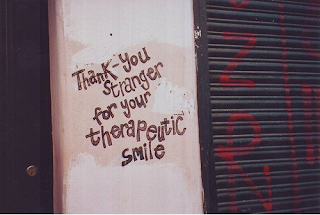 Thank-you
stranger
for your
therapeutic
smile